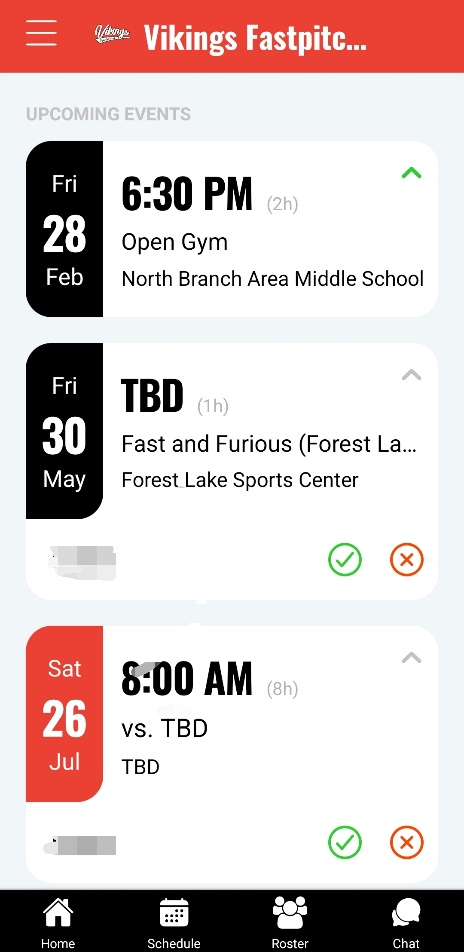 Vikings
Vikings Fastpitc...
UPCOMING EVENTS
Fri
28
Feb
6:30 PM (2h)
Open Gym
North Branch Area Middle School
Fri
30
May
TBD (1h)
Fast and Furious (Forest La...
Forest Lake Sports Center
Sat
26
Jul
8:00 AM (8h)
vs. TBD
TBD
Home
Schedule
Roster
Chat